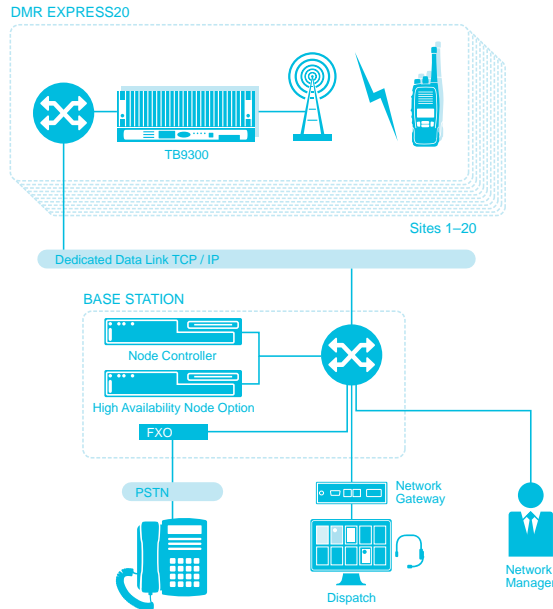 DMR EXPRESS20
TB9300
Sites 1–20
Dedicated Data Link TCP / IP
BASE STATION
Node Controller
High Availability Node Option
FXO
PSTN
Network
Gateway
Dispatch
Network
Manager